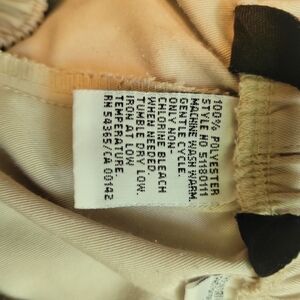 100% POLYESTER
STYLE NO 51180111
MACHINE WASH WARM.
GENTLE CYCLE.
ONLY NON-
CHLORINE BLEACH
WHEN NEEDED.
TUMBLE DRY LOW.
IRON AT LOW
TEMPERATURE.
RN 54365/CA 00142